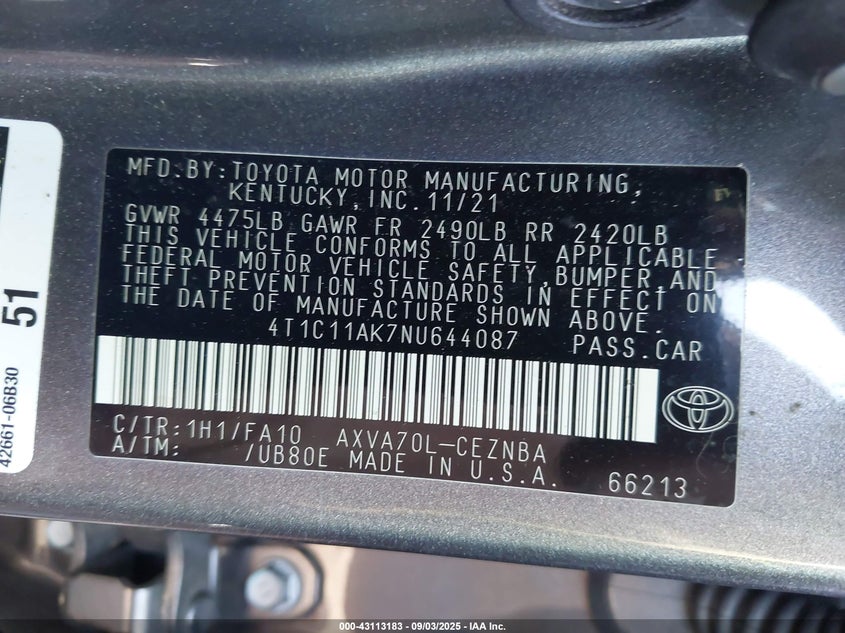 MFD.BY:TOYOTA MOTOR MANUFACTURING,
KENTUCKY,INC.11/21
GVWR 4475LB GAWR FR 2490LB RR 2420LB
THIS VEHICLE CONFORMS TO ALL APPLICABLE
FEDERAL MOTOR VEHICLE SAFETY,BUMPER,AND
THEFT PREVENTION STANDARDS IN EFFECT ON
THE DATE OF MANUFACTURE SHOWN ABOVE.
4T1C11AK7NU644087 PASS.CAR
C/TR:1H1/FA10 AXVA70L-CEZNBA
A/TM: /UB80E MADE IN U.S.A. 66213
51
42661-06B30
000-43113183 - 09/03/2025 - IAA Inc.